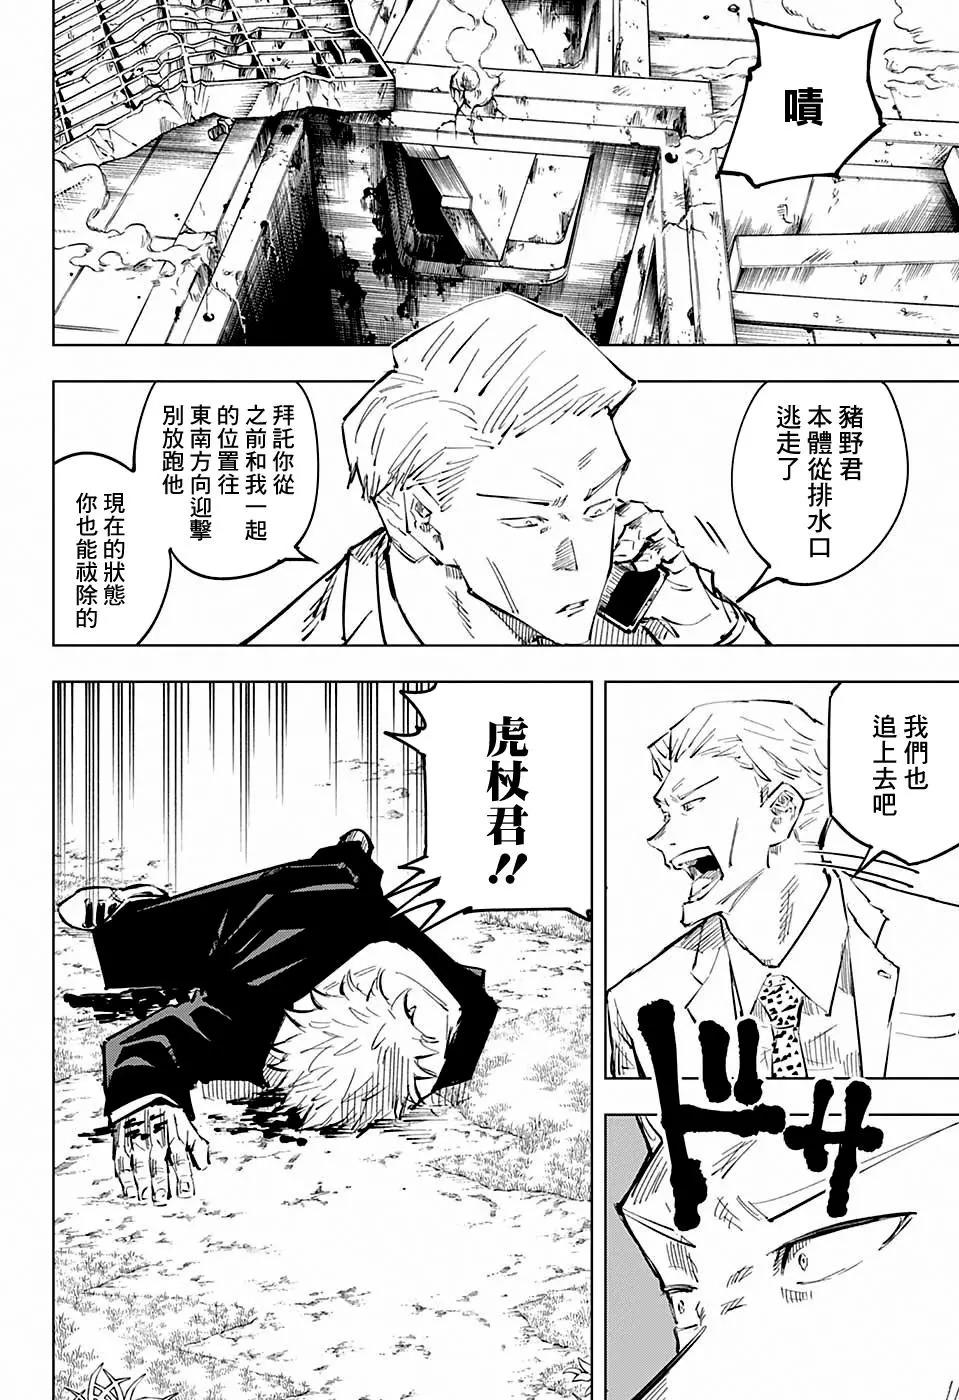 嘖
豬野君
本體從排水口
逃走了
拜託你從
之前和我一起
的位置往
東南方向迎擊
別放跑他
現在的狀態
你也能祓除的
我們也
追上去吧
ドサ
虎杖君!!